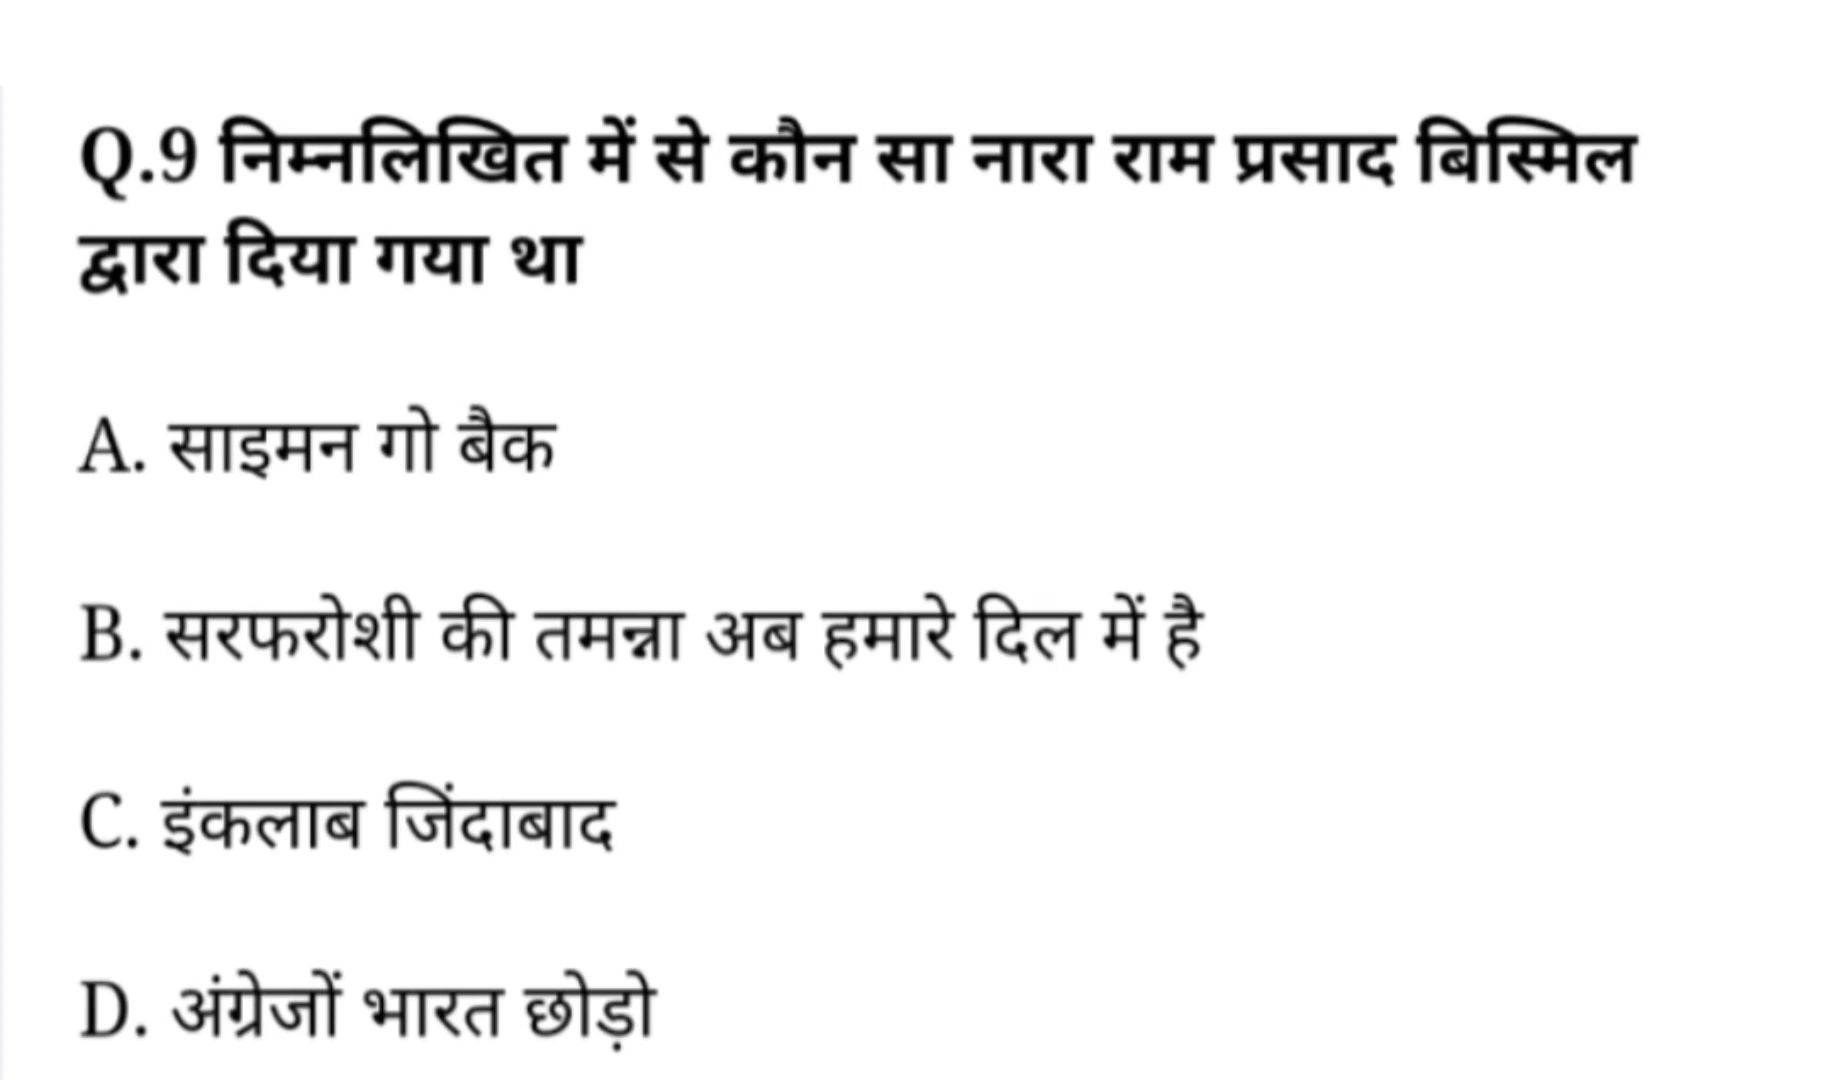 Q.9 निम्नलिखित में से कौन सा नारा राम प्रसाद बिस्मिल
द्वारा दिया गया था
A. साइमन गो बैक
B. सरफरोशी की तमन्ना अब हमारे दिल में है
C. इंकलाब जिंदाबाद
D. अंग्रेजों भारत छोड़ो